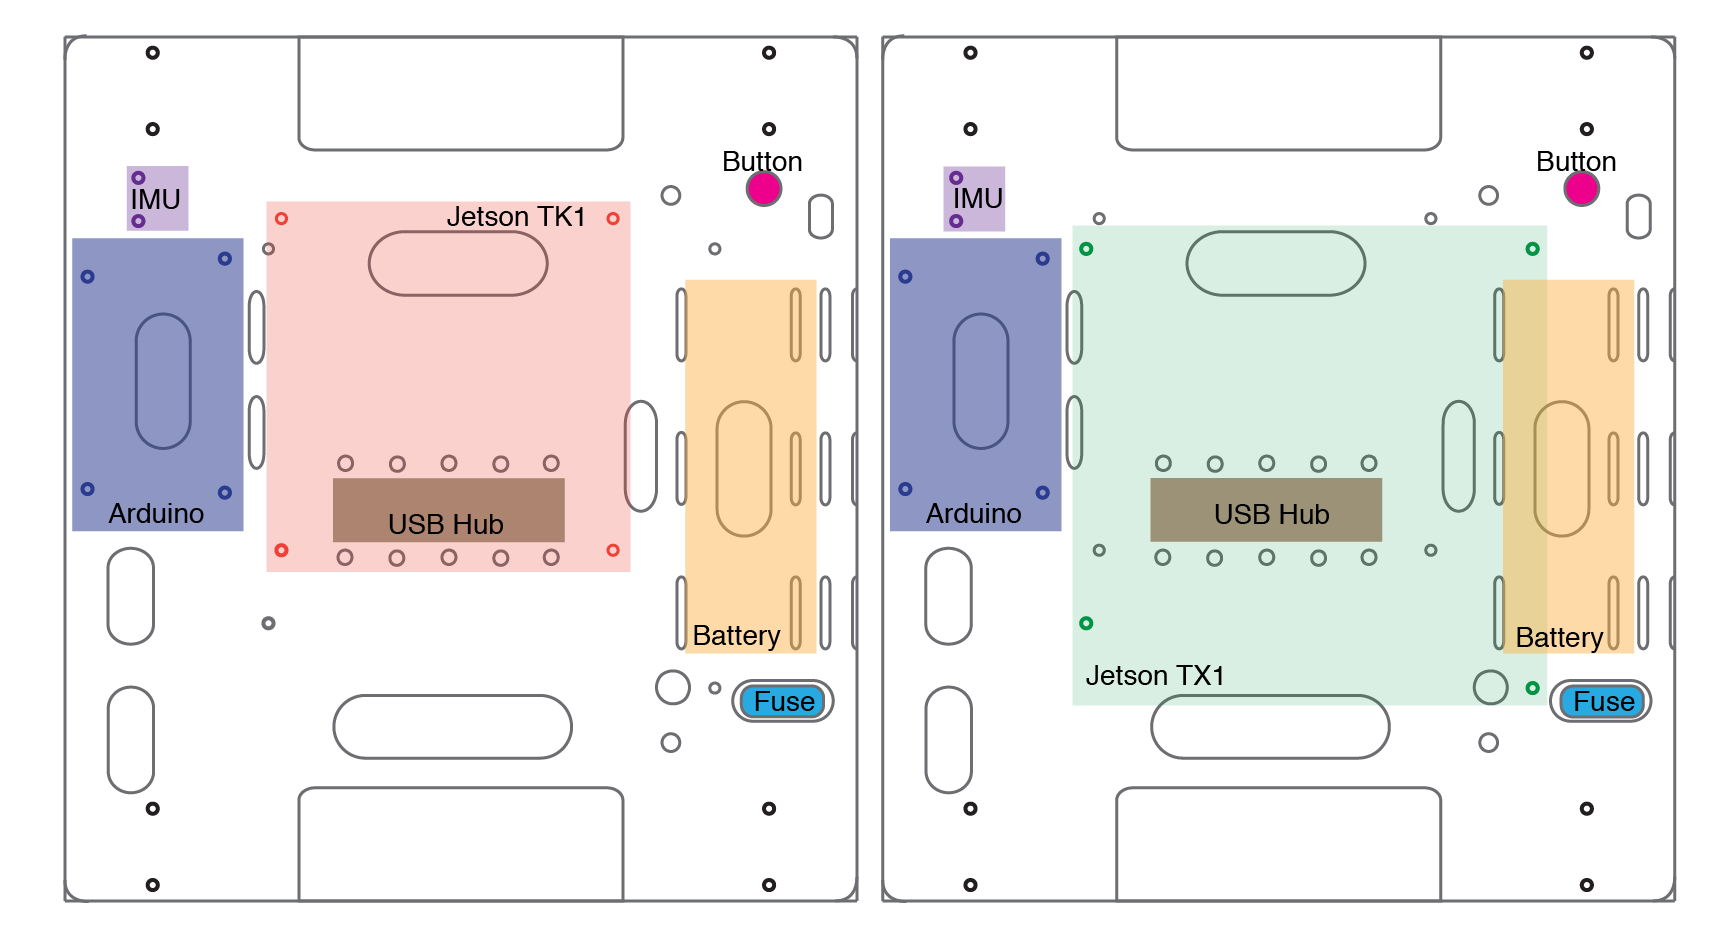 Button
IMU
Jetson TK1
Arduino
USB Hub
Battery
Fuse
Button
IMU
Arduino
USB Hub
Battery
Jetson TX1
Fuse